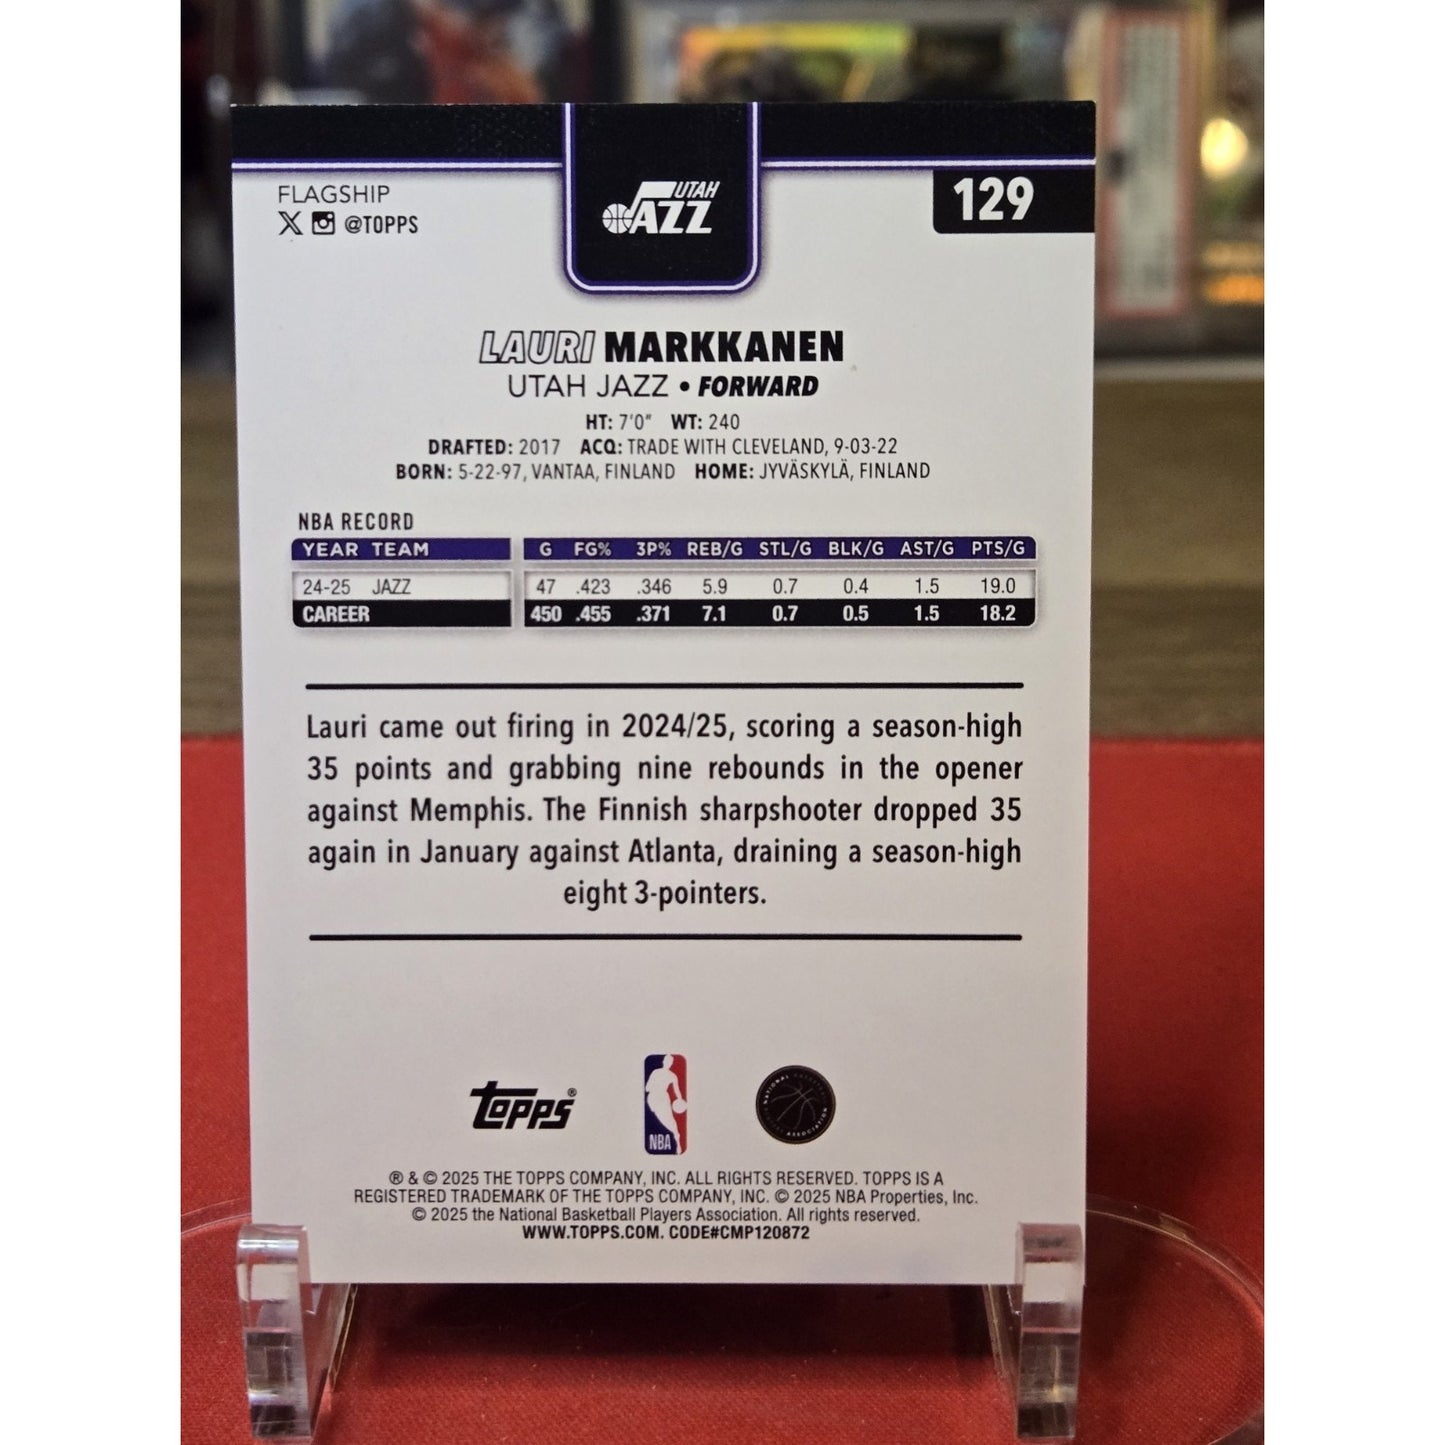 FLAGSHIP
@TOPPS
UTAH
JAZZ
129
LAURI MARKKANEN
UTAH JAZZ • FORWARD
HT: 7'0" WT: 240
DRAFTED: 2017 ACQ: TRADE WITH CLEVELAND, 9-03-22
BORN: 5-22-97, VANTAA, FINLAND HOME: JYVÄSKYLÄ, FINLAND
NBA RECORD
YEAR TEAM G FG% 3P% REB/G STL/G BLK/G AST/G PTS/G
24-25 JAZZ 47 .423 .346 5.9 0.7 0.4 1.5 19.0
CAREER 450 .455 .371 7.1 0.7 0.5 1.5 18.2
Lauri came out firing in 2024/25, scoring a season-high
35 points and grabbing nine rebounds in the opener
against Memphis. The Finnish sharpshooter dropped 35
again in January against Atlanta, draining a season-high
eight 3-pointers.
topps®
NBA
NATIONAL BASKETBALL
PLAYERS ASSOCIATION
® & © 2025 THE TOPPS COMPANY, INC. ALL RIGHTS RESERVED. TOPPS IS A
REGISTERED TRADEMARK OF THE TOPPS COMPANY, INC. © 2025 NBA Properties, Inc.
© 2025 the National Basketball Players Association. All rights reserved.
WWW.TOPPS.COM. CODE#CMP120872